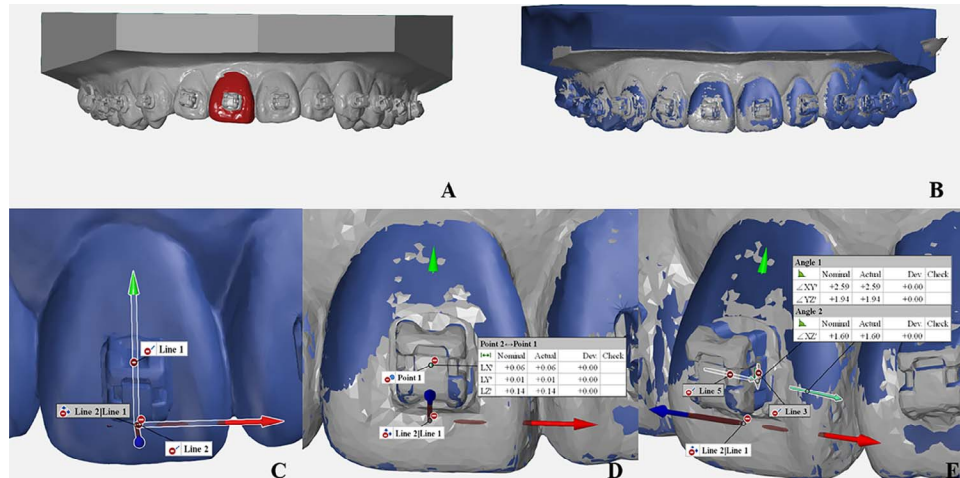 A
B
Line 1
Line 2|Line 1
Line 2
C
Point 2↔Point 1
Nominal Actual Dev. Check
LX' +0.06 +0.06 +0.00
LY' +0.01 +0.01 +0.00
LZ' +0.14 +0.14 +0.00
Point 1
Line 2|Line 1
D
Angle 1
Nominal Actual Dev. Check
∠XY' +2.59 +2.59 +0.00
∠YZ' +1.94 +1.94 +0.00
Angle 2
Nominal Actual Dev. Check
∠XZ' +1.60 +1.60 +0.00
Line 5
Line 3
Line 2|Line 1
E